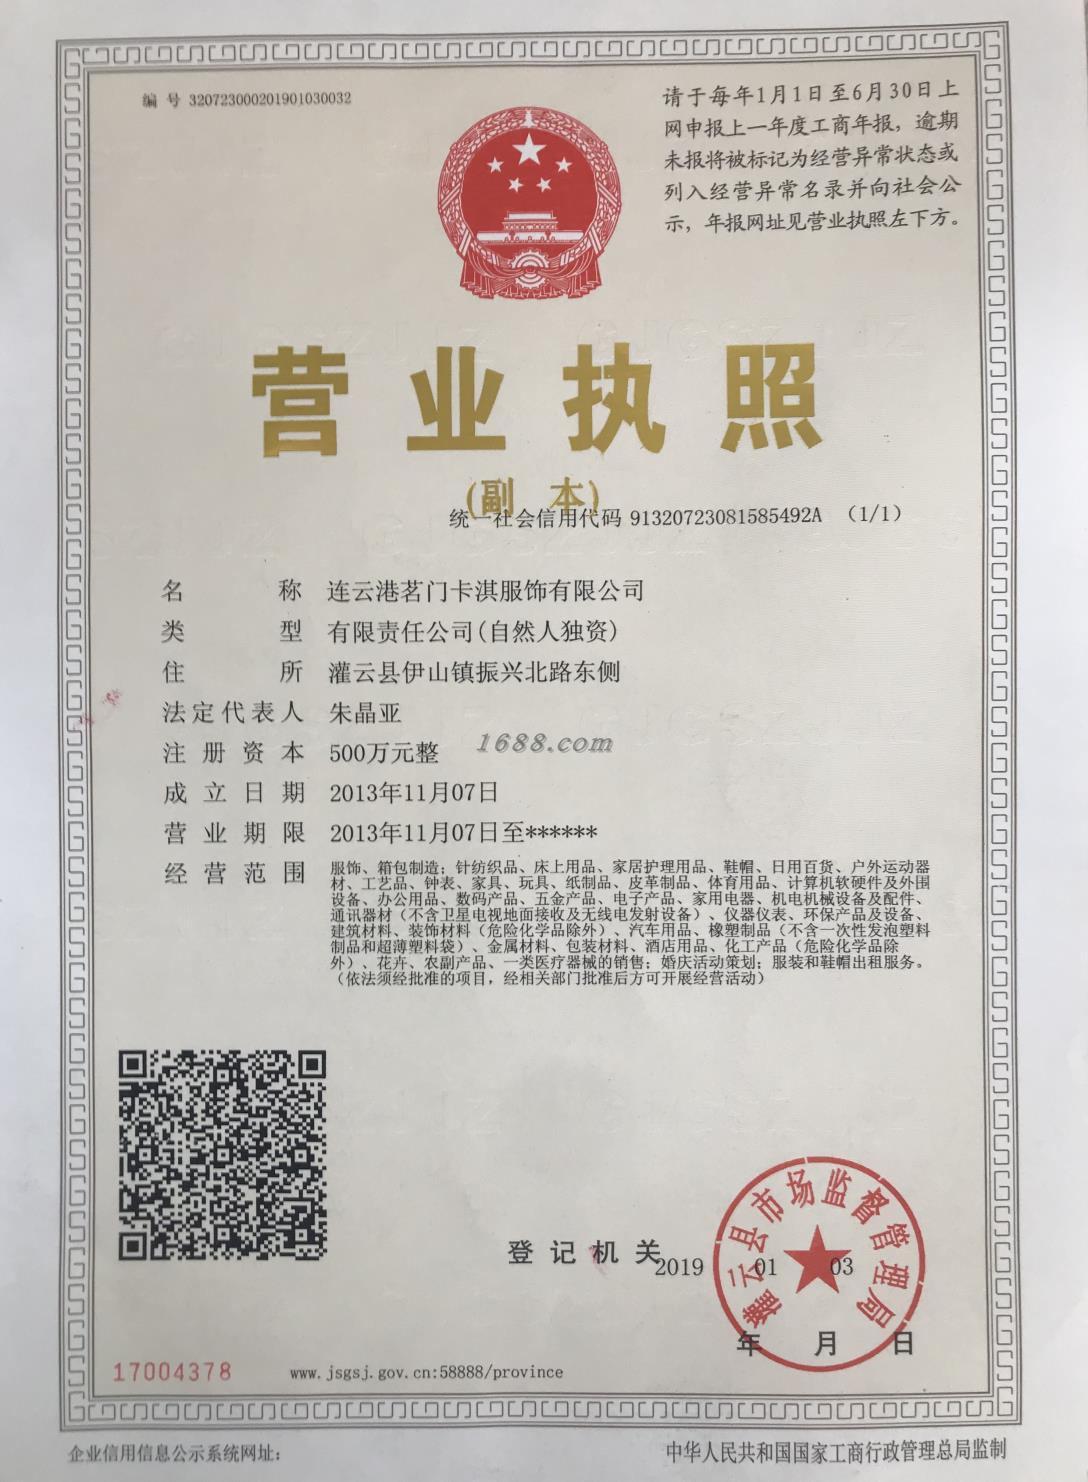 编 号 320723000201901030032
请于每年1月1日至6月30日上
网申报上一年度工商年报，逾期
未报将被标记为经营异常状态或
列入经营异常名录并向社会公
示，年报网址见营业执照左下方。
营业执照
(副 本)
统一社会信用代码 91320723081585492A （1/1）
名称 连云港茗门卡淇服饰有限公司
类型 有限责任公司(自然人独资)
住所 灌云县伊山镇振兴北路东侧
法定代表人 朱晶亚
注册资本 500万元整
1688.com
成立日期 2013年11月07日
营业期限 2013年11月07日至******
经营范围 服饰、箱包制造；针纺织品、床上用品、家居护理用品、鞋帽、日用百货、户外运动器
材、工艺品、钟表、家具、玩具、纸制品、皮革制品、体育用品、计算机软硬件及外围
设备、办公用品、数码产品、五金产品、电子产品、家用电器、机电机械设备及配件、
通讯器材（不含卫星电视地面接收及无线电发射设备）、仪器仪表、环保产品及设备、
建筑材料、装饰材料（危险化学品除外）、汽车用品、橡塑制品（不含一次性发泡塑料
制品和超薄塑料袋）、金属材料、包装材料、酒店用品、化工产品（危险化学品除
外）、花卉、农副产品、一类医疗器械的销售；婚庆活动策划；服装和鞋帽出租服务。
（依法须经批准的项目，经相关部门批准后方可开展经营活动）
灌云县市场监督管理局
登记机关
2019 01 03
年 月 日
17004378
www.jsgsj.gov.cn:58888/province
企业信用信息公示系统网址：
中华人民共和国国家工商行政管理总局监制